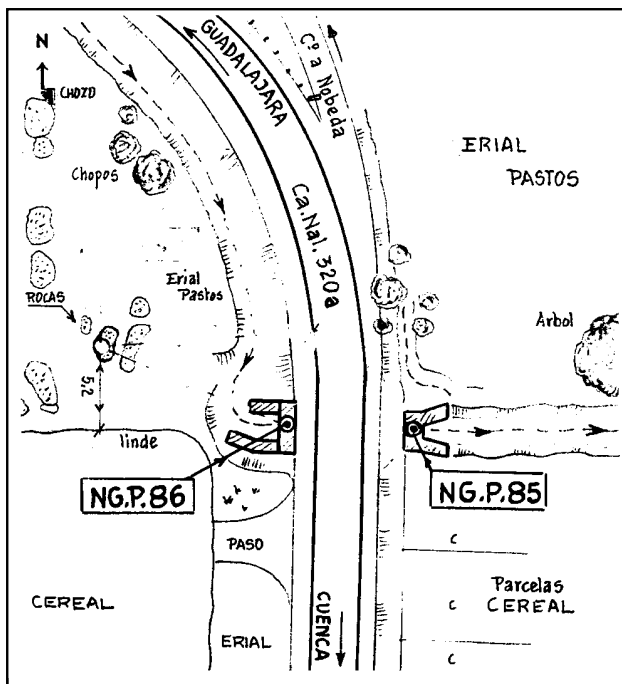 N
CHOZO
Chopos
GUADALAJARA
Cº a Nobeda
ERIAL
PASTOS
Ca.Nal. 320a
Erial
Pastos
ROCAS
Arbol
5,2
linde
NG.P.86
NG.P.85
PASO
C
Parcelas
C CEREAL
CEREAL
CUENCA
ERIAL
C